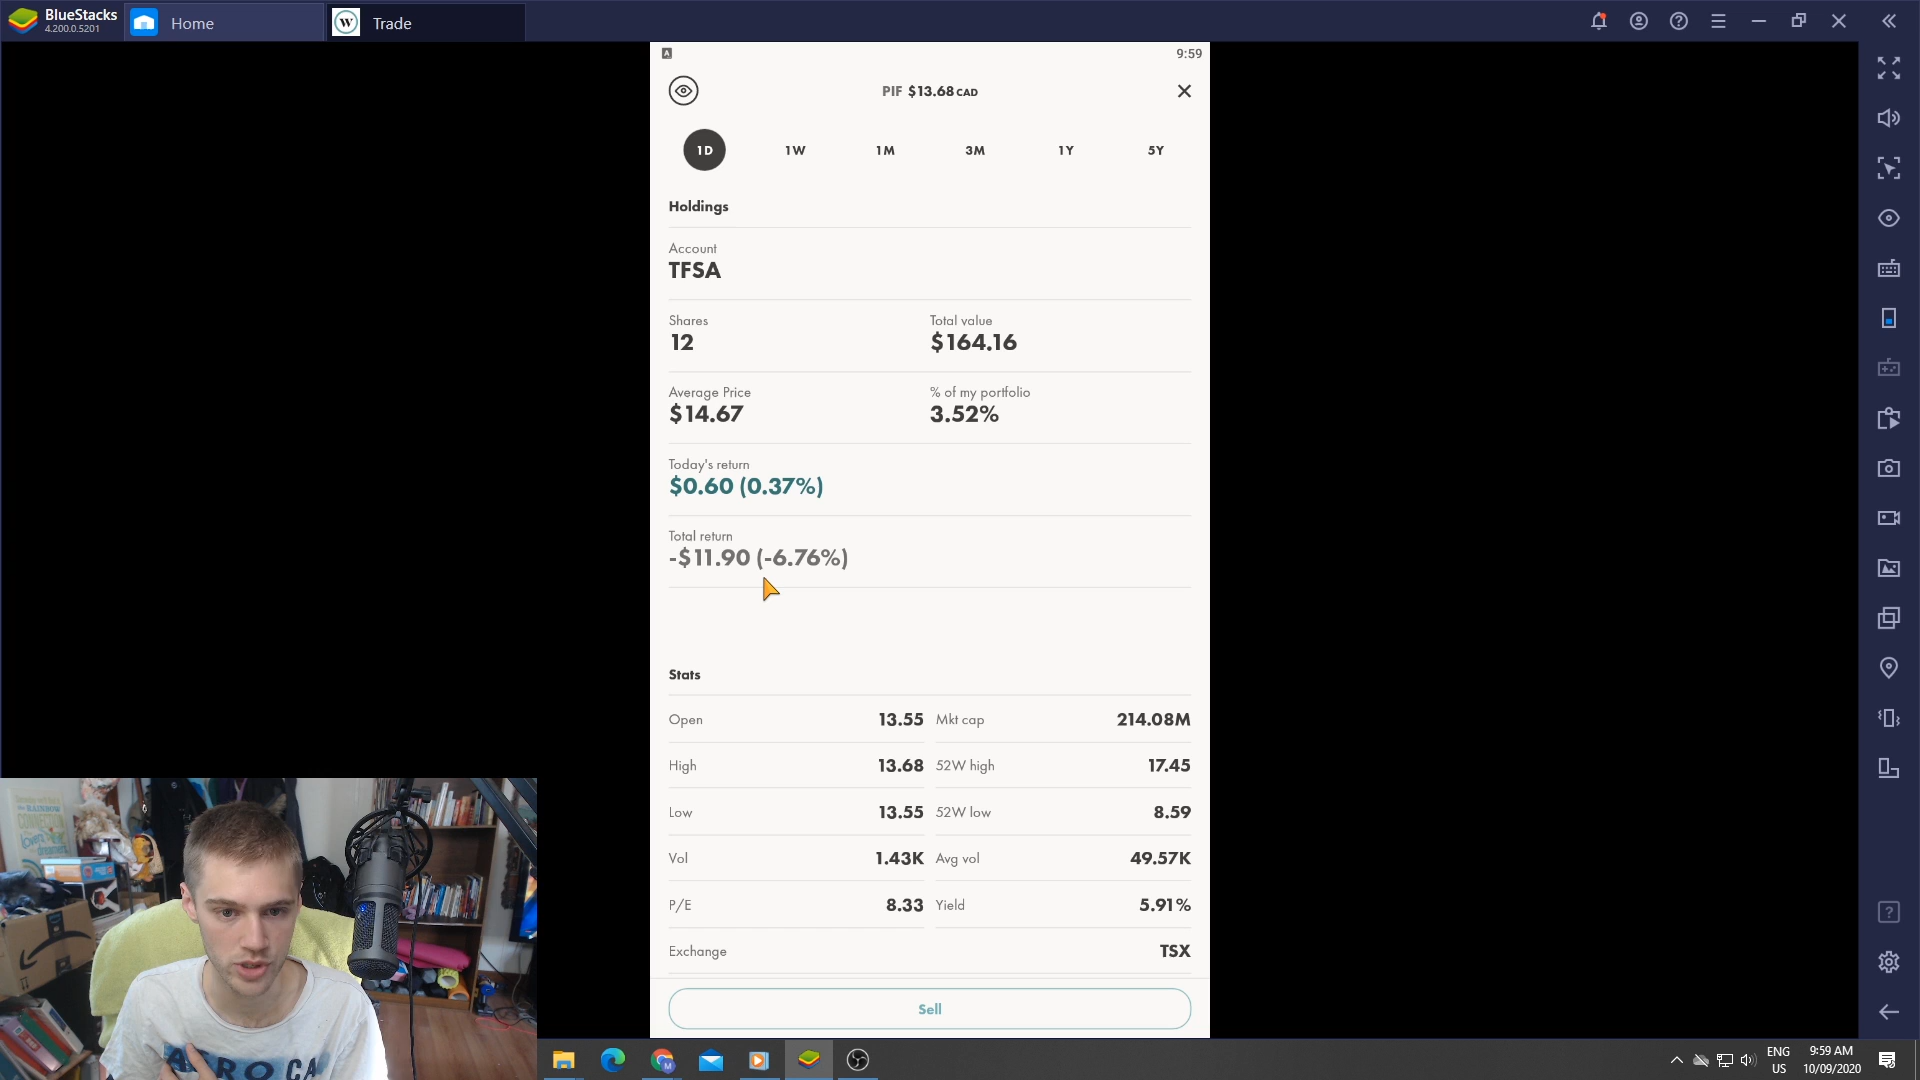 BlueStacks
4.200.0.5201
Home
W
Trade
A
9:59
PIF $13.68 CAD
1D
1W
1M
3M
1Y
5Y
Holdings
Account
TFSA
Shares
12
Total value
$164.16
Average Price
$14.67
% of my portfolio
3.52%
Today's return
$0.60 (0.37%)
Total return
-$11.90 (-6.76%)
Stats
Open 13.55 Mkt cap 214.08M
High 13.68 52W high 17.45
Low 13.55 52W low 8.59
Vol 1.43K Avg vol 49.57K
P/E 8.33 Yield 5.91%
Exchange TSX
Sell
ENG
US
9:59 AM
10/09/2020